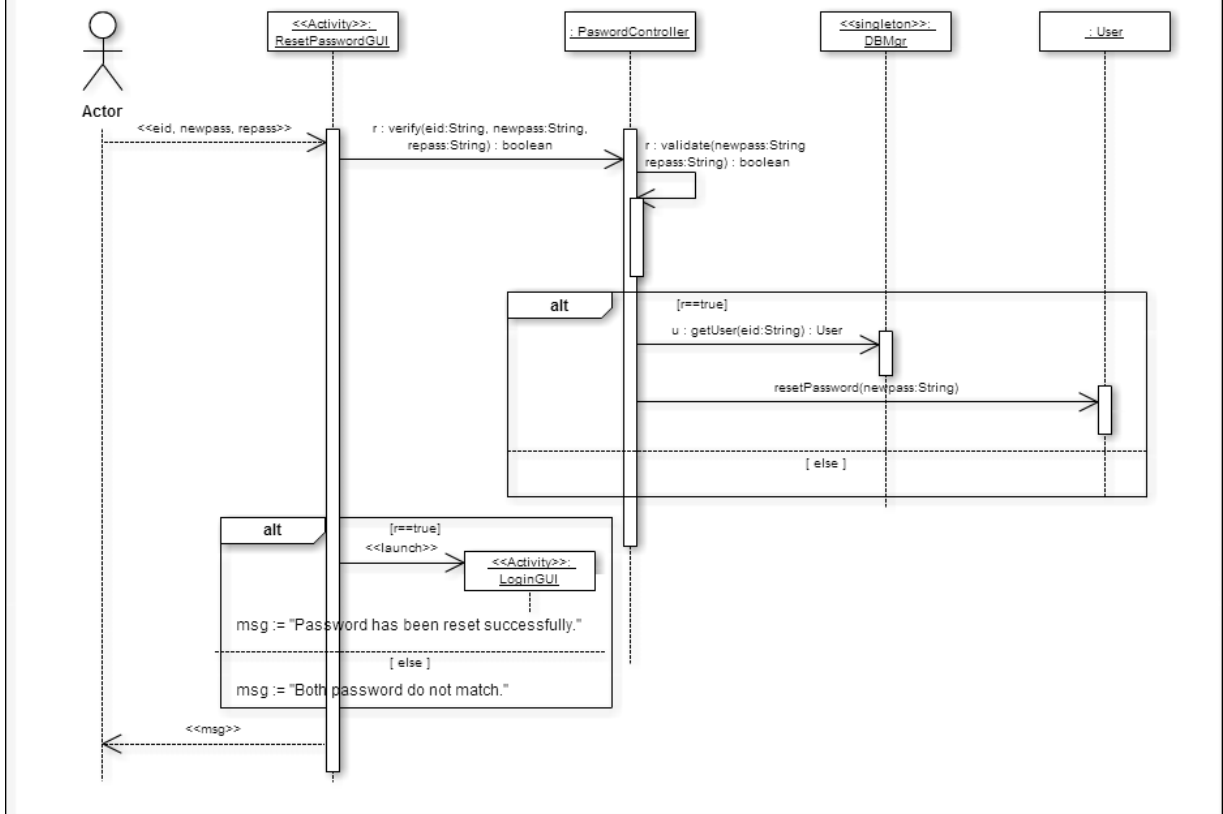 <<Activity>>:
ResetPasswordGUI
: PaswordController
<<singleton>>:
DBMgr
: User
Actor
<<eid, newpass, repass>>
r : verify(eid:String, newpass:String,
repass:String) : boolean
r : validate(newpass:String
repass:String) : boolean
alt
[r==true]
u : getUser(eid:String) : User
resetPassword(newpass:String)
[ else ]
alt
[r==true]
<<launch>>
<<Activity>>:
LoginGUI
msg := "Password has been reset successfully."
[ else ]
msg := "Both password do not match."
<<msg>>